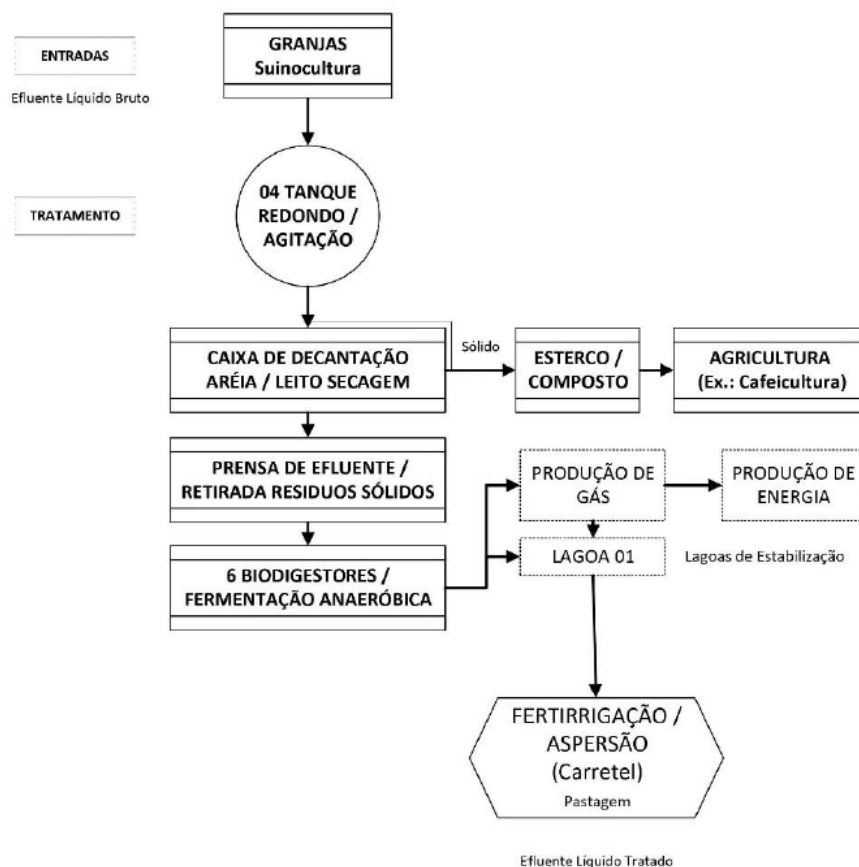 GRANJAS
Suinocultura
ENTRADAS
Efluente Líquido Bruto
04 TANQUE
REDONDO /
AGITAÇÃO
TRATAMENTO
CAIXA DE DECANTAÇÃO
ARÉIA / LEITO SECAGEM
Sólido
ESTERCO /
COMPOSTO
AGRICULTURA
(Ex.: Cafeicultura)
PRENSA DE EFLUENTE /
RETIRADA RESIDUOS SÓLIDOS
PRODUÇÃO DE
GÁS
PRODUÇÃO DE
ENERGIA
6 BIODIGESTORES /
FERMENTAÇÃO ANAERÓBICA
LAGOA 01
Lagoas de Estabilização
FERTIRRIGAÇÃO /
ASPERSÃO
(Carretel)
Pastagem
Efluente Líquido Tratado